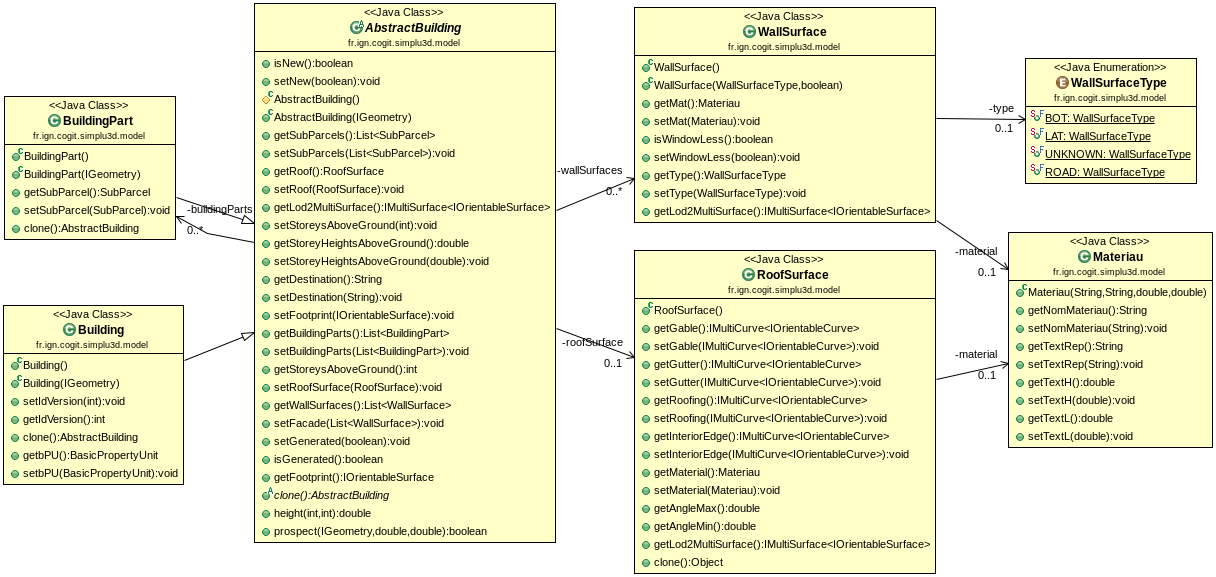 <<Java Class>>
BuildingPart
fr.ign.cogit.simplu3d.model
BuildingPart()
BuildingPart(IGeometry)
getSubParcel():SubParcel
setSubParcel(SubParcel):void
clone():AbstractBuilding
<<Java Class>>
Building
fr.ign.cogit.simplu3d.model
Building()
Building(IGeometry)
setIdVersion(int):void
getIdVersion():int
clone():AbstractBuilding
getbPU():BasicPropertyUnit
setbPU(BasicPropertyUnit):void
-buildingParts
0..*
<<Java Class>>
AbstractBuilding
fr.ign.cogit.simplu3d.model
isNew():boolean
setNew(boolean):void
AbstractBuilding()
AbstractBuilding(IGeometry)
getSubParcels():List<SubParcel>
setSubParcels(List<SubParcel>):void
getRoof():RoofSurface
setRoof(RoofSurface):void
getLod2MultiSurface():IMultiSurface<IOrientableSurface>
setStoreysAboveGround(int):void
getStoreyHeightsAboveGround():double
setStoreyHeightsAboveGround(double):void
getDestination():String
setDestination(String):void
setFootprint(IOrientableSurface):void
getBuildingParts():List<BuildingPart>
setBuildingParts(List<BuildingPart>):void
getStoreysAboveGround():int
setRoofSurface(RoofSurface):void
getWallSurfaces():List<WallSurface>
setFacade(List<WallSurface>):void
setGenerated(boolean):void
isGenerated():boolean
getFootprint():IOrientableSurface
clone():AbstractBuilding
height(int,int):double
prospect(IGeometry,double,double):boolean
-wallSurfaces
0..*
-roofSurface
0..1
<<Java Class>>
WallSurface
fr.ign.cogit.simplu3d.model
WallSurface()
WallSurface(WallSurfaceType,boolean)
getMat():Materiau
setMat(Materiau):void
isWindowLess():boolean
setWindowLess(boolean):void
getType():WallSurfaceType
setType(WallSurfaceType):void
getLod2MultiSurface():IMultiSurface<IOrientableSurface>
<<Java Class>>
RoofSurface
fr.ign.cogit.simplu3d.model
RoofSurface()
getGable():IMultiCurve<IOrientableCurve>
setGable(IMultiCurve<IOrientableCurve>):void
getGutter():IMultiCurve<IOrientableCurve>
setGutter(IMultiCurve<IOrientableCurve>):void
getRoofing():IMultiCurve<IOrientableCurve>
setRoofing(IMultiCurve<IOrientableCurve>):void
getInteriorEdge():IMultiCurve<IOrientableCurve>
setInteriorEdge(IMultiCurve<IOrientableCurve>):void
getMaterial():Materiau
setMaterial(Materiau):void
getAngleMax():double
getAngleMin():double
getLod2MultiSurface():IMultiSurface<IOrientableSurface>
clone():Object
-type
0..1
-material
0..1
-material
0..1
<<Java Enumeration>>
WallSurfaceType
fr.ign.cogit.simplu3d.model
BOT: WallSurfaceType
LAT: WallSurfaceType
UNKNOWN: WallSurfaceType
ROAD: WallSurfaceType
<<Java Class>>
Materiau
fr.ign.cogit.simplu3d.model
Materiau(String,String,double,double)
getNomMateriau():String
setNomMateriau(String):void
getTextRep():String
setTextRep(String):void
getTextH():double
setTextH(double):void
getTextL():double
setTextL(double):void